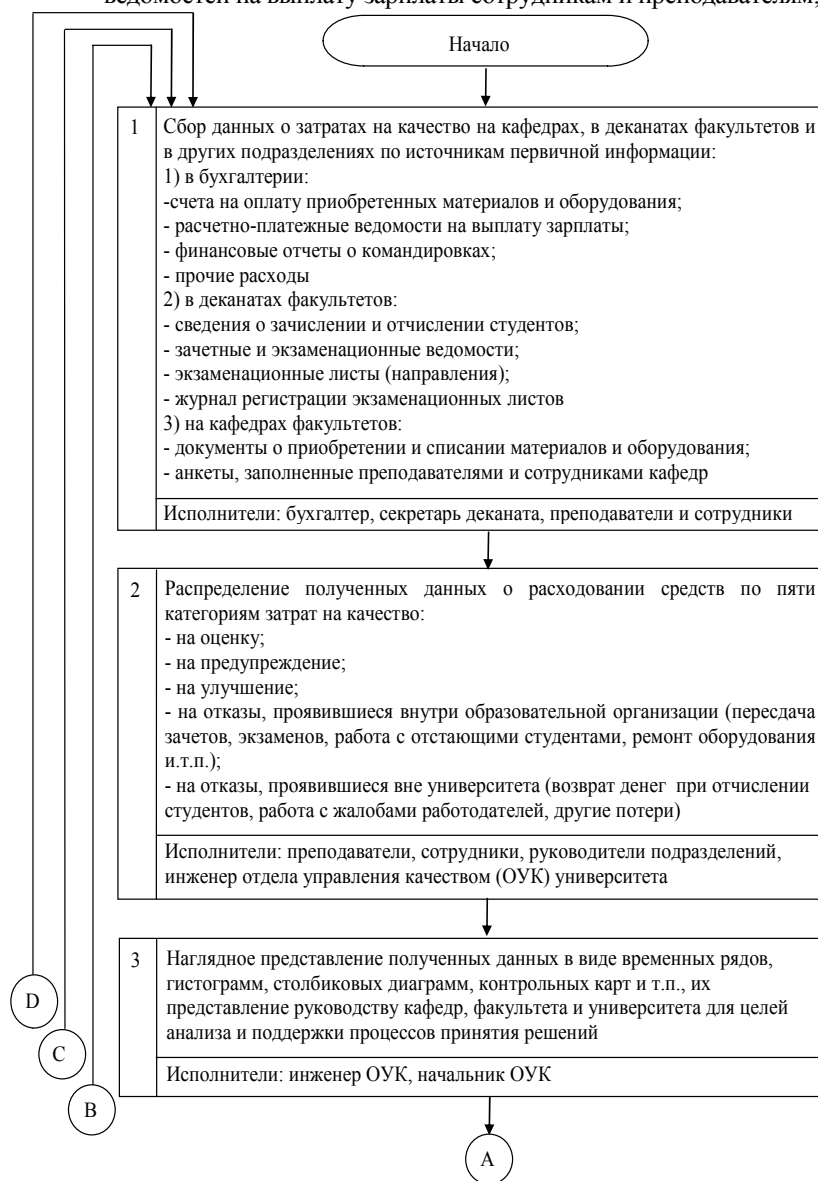 ведомостей на выплату зарплаты сотрудникам и преподавателям,
Начало
1
Сбор данных о затратах на качество на кафедрах, в деканатах факультетов и
в других подразделениях по источникам первичной информации:
1) в бухгалтерии:
-счета на оплату приобретенных материалов и оборудования;
- расчетно-платежные ведомости на выплату зарплаты;
- финансовые отчеты о командировках;
- прочие расходы
2) в деканатах факультетов:
- сведения о зачислении и отчислении студентов;
- зачетные и экзаменационные ведомости;
- экзаменационные листы (направления);
- журнал регистрации экзаменационных листов
3) на кафедрах факультетов:
- документы о приобретении и списании материалов и оборудования;
- анкеты, заполненные преподавателями и сотрудниками кафедр
Исполнители: бухгалтер, секретарь деканата, преподаватели и сотрудники
2
Распределение полученных данных о расходовании средств по пяти
категориям затрат на качество:
- на оценку;
- на предупреждение;
- на улучшение;
- на отказы, проявившиеся внутри образовательной организации (пересдача
зачетов, экзаменов, работа с отстающими студентами, ремонт оборудования
и.т.п.);
- на отказы, проявившиеся вне университета (возврат денег при отчислении
студентов, работа с жалобами работодателей, другие потери)
Исполнители: преподаватели, сотрудники, руководители подразделений,
инженер отдела управления качеством (ОУК) университета
3
Наглядное представление полученных данных в виде временных рядов,
гистограмм, столбиковых диаграмм, контрольных карт и т.п., их
представление руководству кафедр, факультета и университета для целей
анализа и поддержки процессов принятия решений
Исполнители: инженер ОУК, начальник ОУК
D
C
B
A